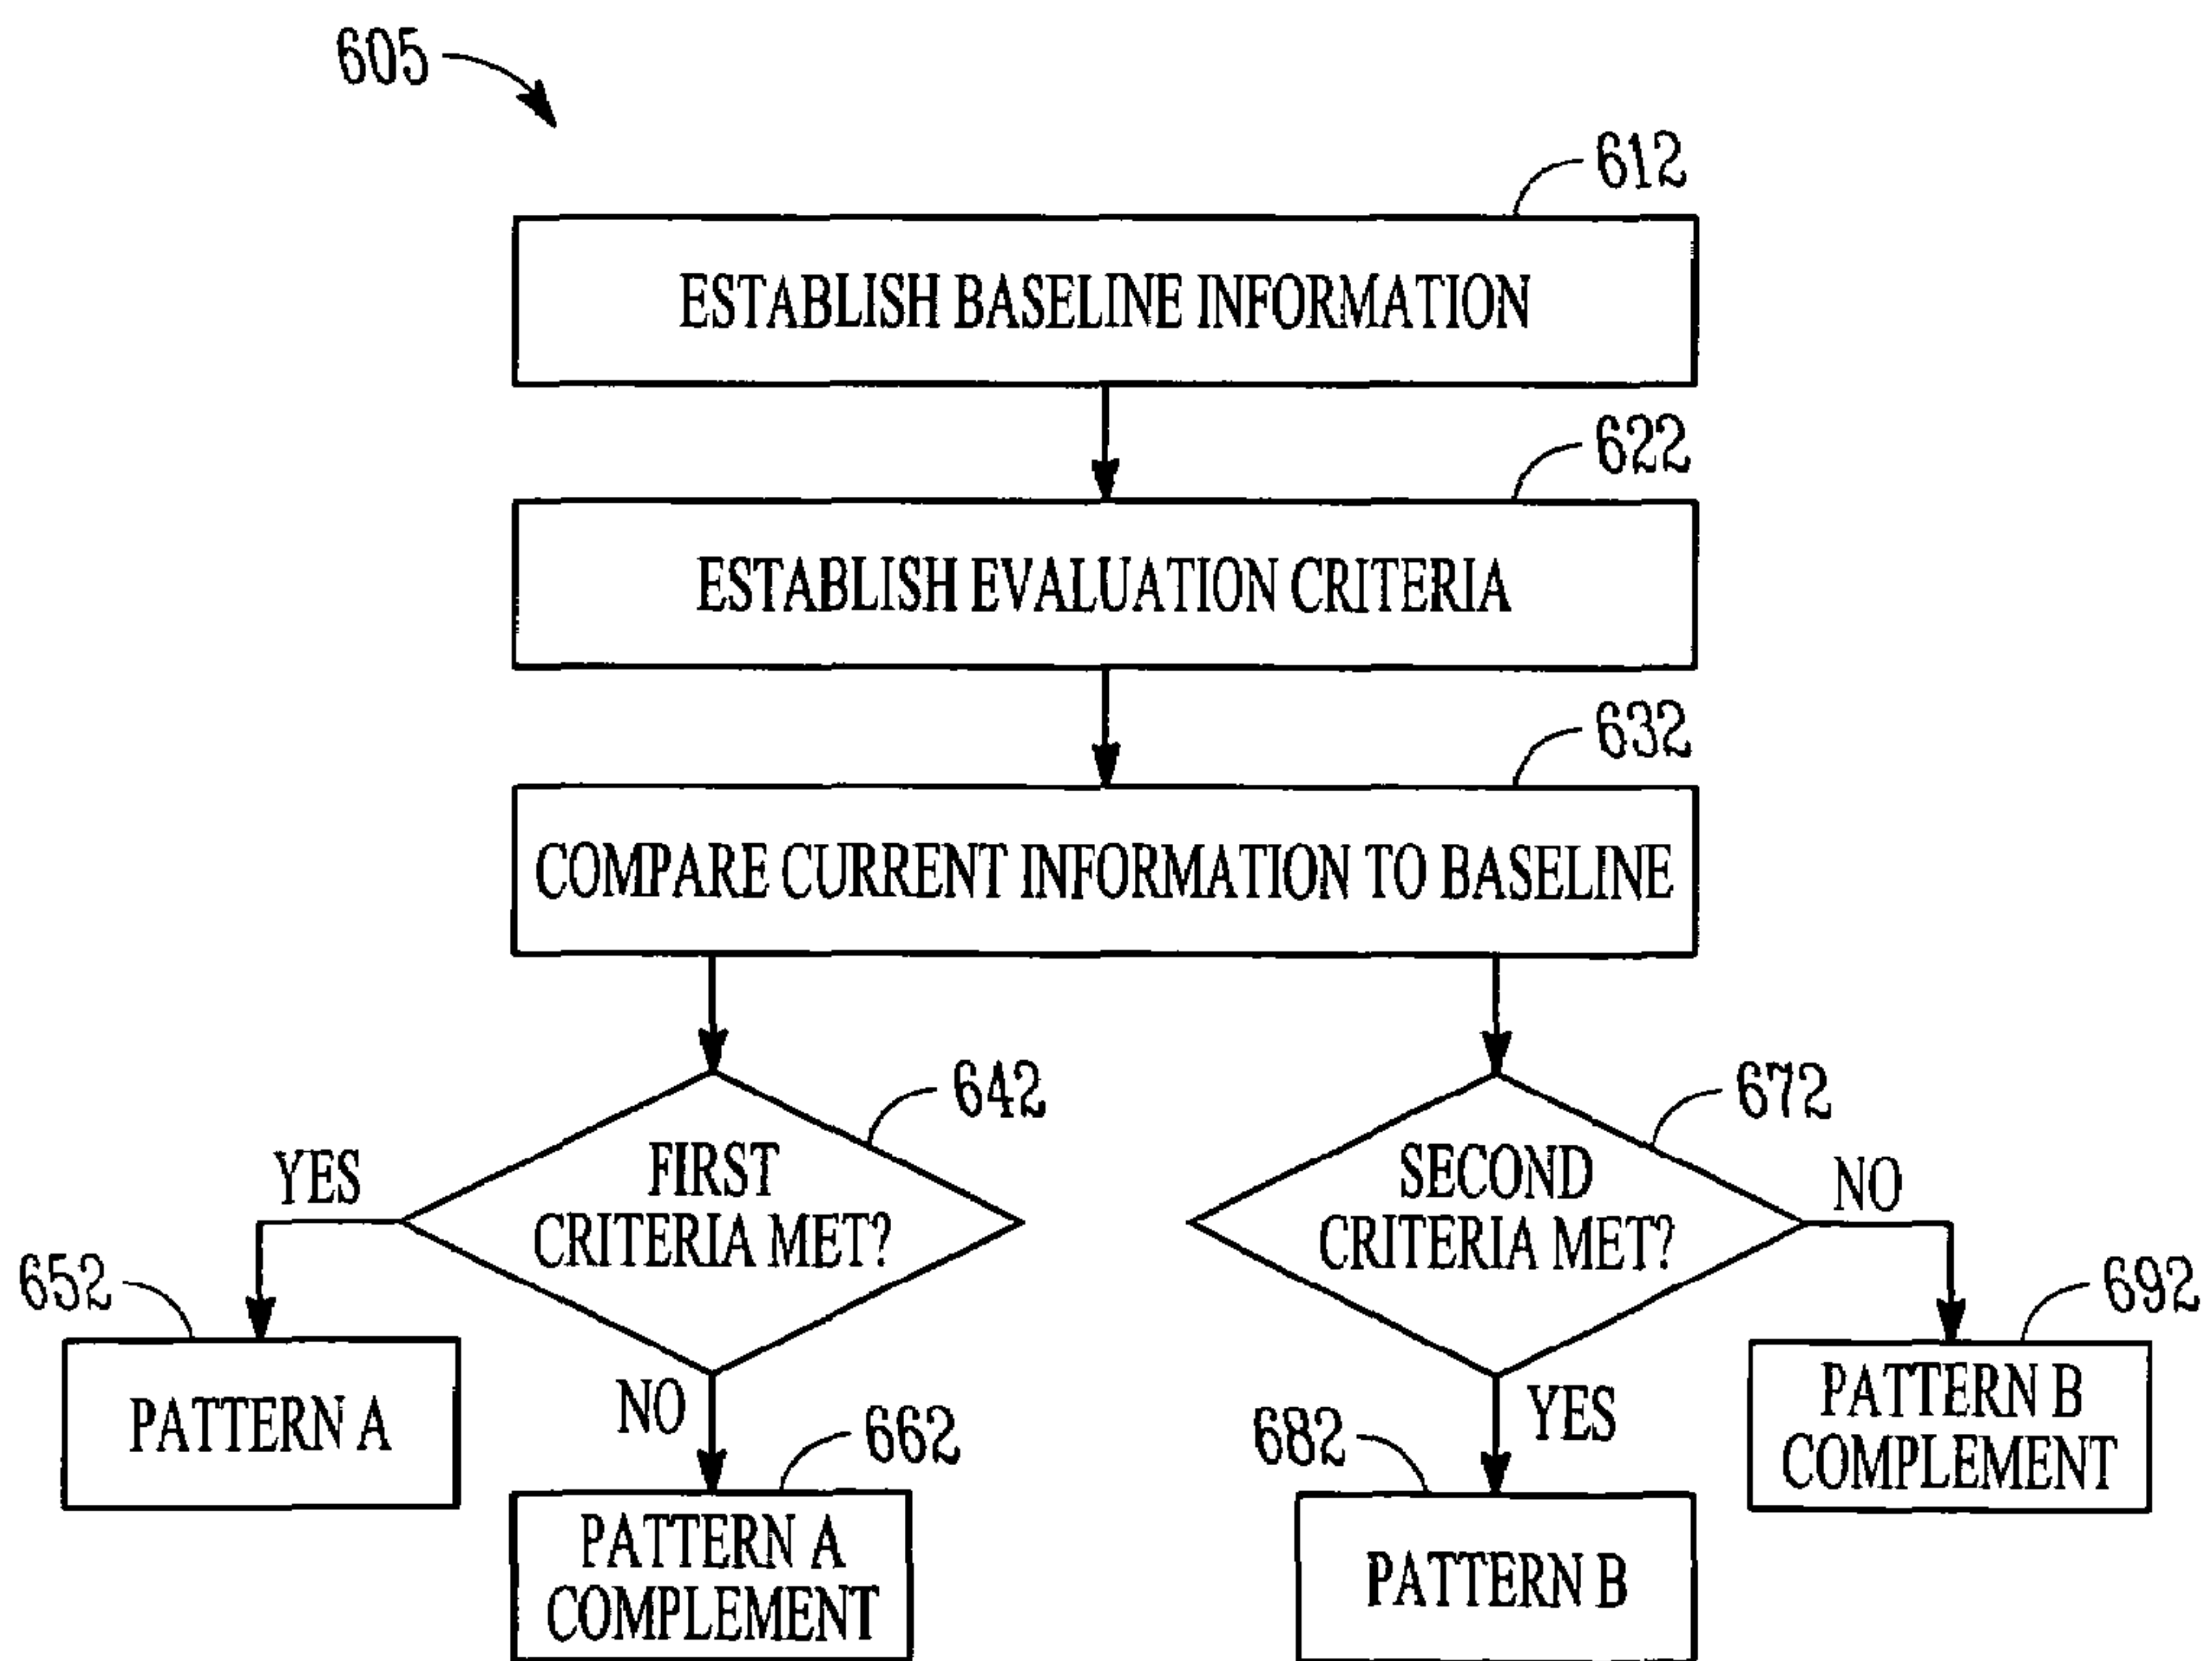 605
612
ESTABLISH BASELINE INFORMATION
622
ESTABLISH EVALUATION CRITERIA
632
COMPARE CURRENT INFORMATION TO BASELINE
642
FIRST
CRITERIA MET?
YES
652
PATTERN A
NO
662
PATTERN A
COMPLEMENT
672
SECOND
CRITERIA MET?
YES
682
PATTERN B
NO
692
PATTERN B
COMPLEMENT